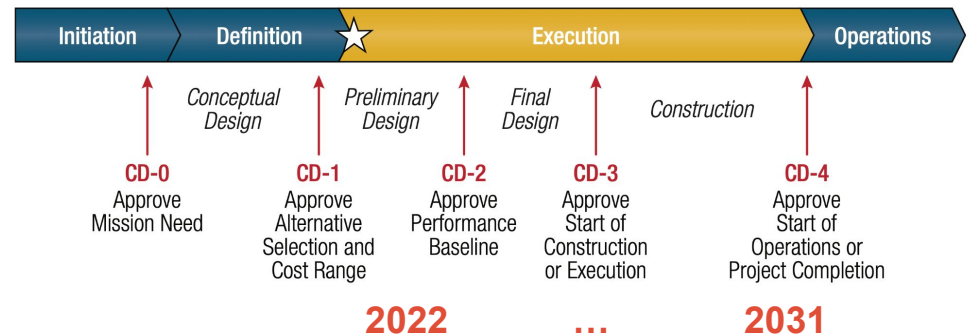 Initiation
Definition
Execution
Operations
Conceptual
Design
Preliminary
Design
Final
Design
Construction
CD-0
Approve
Mission Need
CD-1
Approve
Alternative
Selection and
Cost Range
CD-2
Approve
Performance
Baseline
CD-3
Approve
Start of
Construction
or Execution
CD-4
Approve
Start of
Operations or
Project Completion
2022 ... 2031